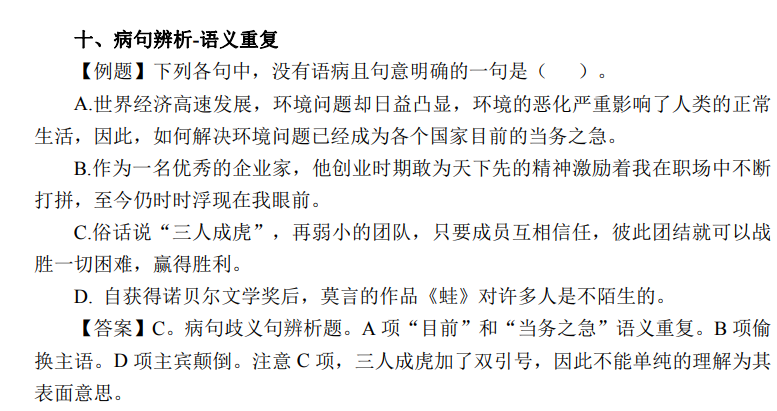 十、病句辨析-语义重复
【例题】下列各句中，没有语病且句意明确的一句是（ ）。
A.世界经济高速发展，环境问题却日益凸显，环境的恶化严重影响了人类的正常
生活，因此，如何解决环境问题已经成为各个国家目前的当务之急。
B.作为一名优秀的企业家，他创业时期敢为天下先的精神激励着我在职场中不断
打拼，至今仍时时浮现在我眼前。
C.俗话说“三人成虎”，再弱小的团队，只要成员互相信任，彼此团结就可以战
胜一切困难，赢得胜利。
D. 自获得诺贝尔文学奖后，莫言的作品《蛙》对许多人是不陌生的。
【答案】C。病句歧义句辨析题。A 项“目前”和“当务之急”语义重复。B 项偷
换主语。D 项主宾颠倒。注意 C 项，三人成虎加了双引号，因此不能单纯的理解为其
表面意思。